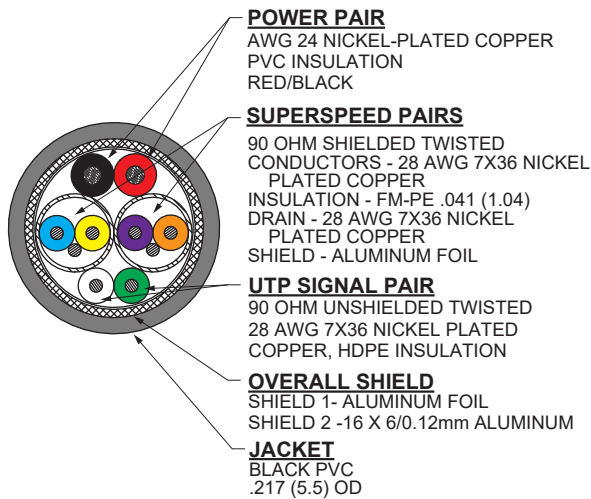 POWER PAIR
AWG 24 NICKEL-PLATED COPPER
PVC INSULATION
RED/BLACK
SUPERSPEED PAIRS
90 OHM SHIELDED TWISTED
CONDUCTORS - 28 AWG 7X36 NICKEL
PLATED COPPER
INSULATION - FM-PE .041 (1.04)
DRAIN - 28 AWG 7X36 NICKEL
PLATED COPPER
SHIELD - ALUMINUM FOIL
UTP SIGNAL PAIR
90 OHM UNSHIELDED TWISTED
28 AWG 7X36 NICKEL PLATED
COPPER, HDPE INSULATION
OVERALL SHIELD
SHIELD 1- ALUMINUM FOIL
SHIELD 2 -16 X 6/0.12mm ALUMINUM
JACKET
BLACK PVC
.217 (5.5) OD